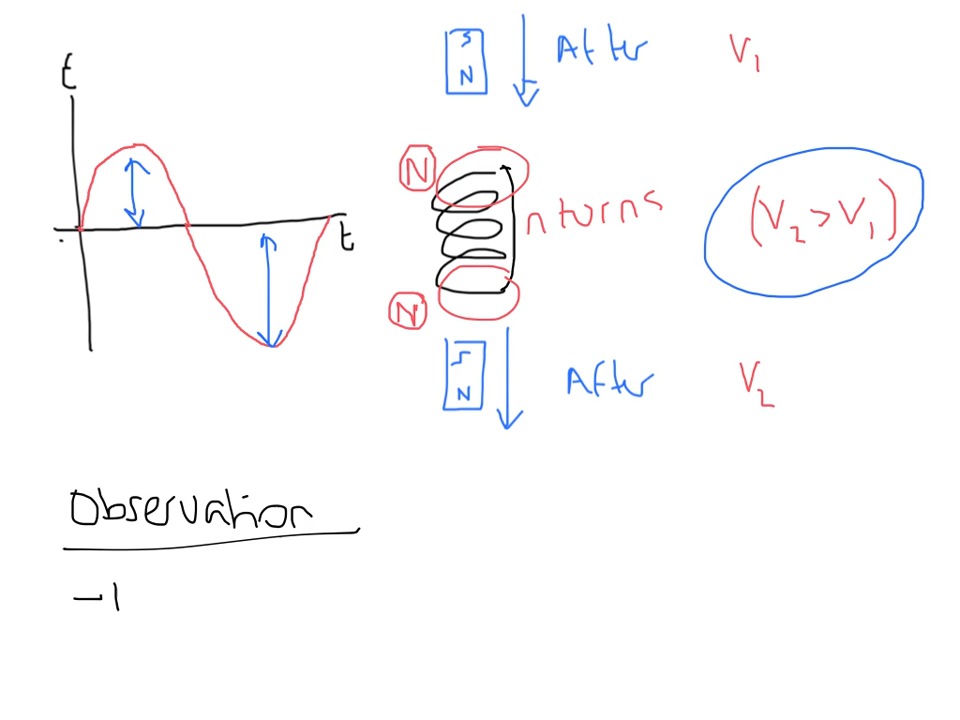 ε
S
N
After
V₁
N
n turns
(V₂ > V₁)
t
N
S
N
After
V₂
Observation
-1